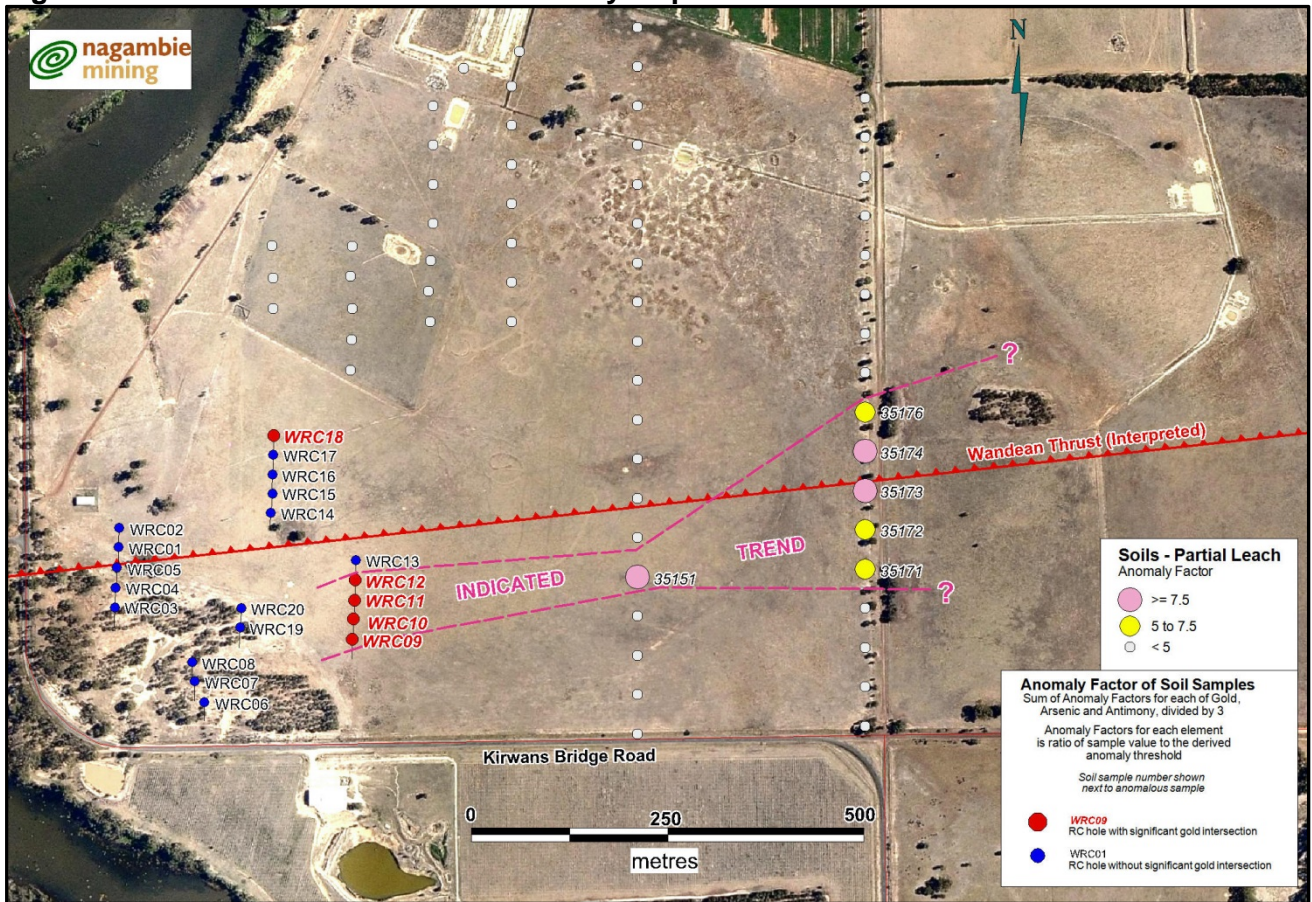 nagambie
mining
N
?
35176
WRC18
35174
WRC17
Wandean Thrust (Interpreted)
WRC16
WRC15
35173
WRC14
WRC02
35172
WRC01
TREND
WRC13
WRC05
35171
WRC12
INDICATED
35151
WRC04
?
WRC11
WRC03
WRC20
WRC10
WRC19
WRC09
WRC08
WRC07
WRC06
Kirwans Bridge Road
0
250
500
metres
Soils - Partial Leach
Anomaly Factor
>= 7.5
5 to 7.5
< 5
Anomaly Factor of Soil Samples
Sum of Anomaly Factors for each of Gold,
Arsenic and Antimony, divided by 3
Anomaly Factors for each element
is ratio of sample value to the derived
anomaly threshold
Soil sample number shown
next to anomalous sample
WRC09
RC hole with significant gold intersection
WRC01
RC hole without significant gold intersection